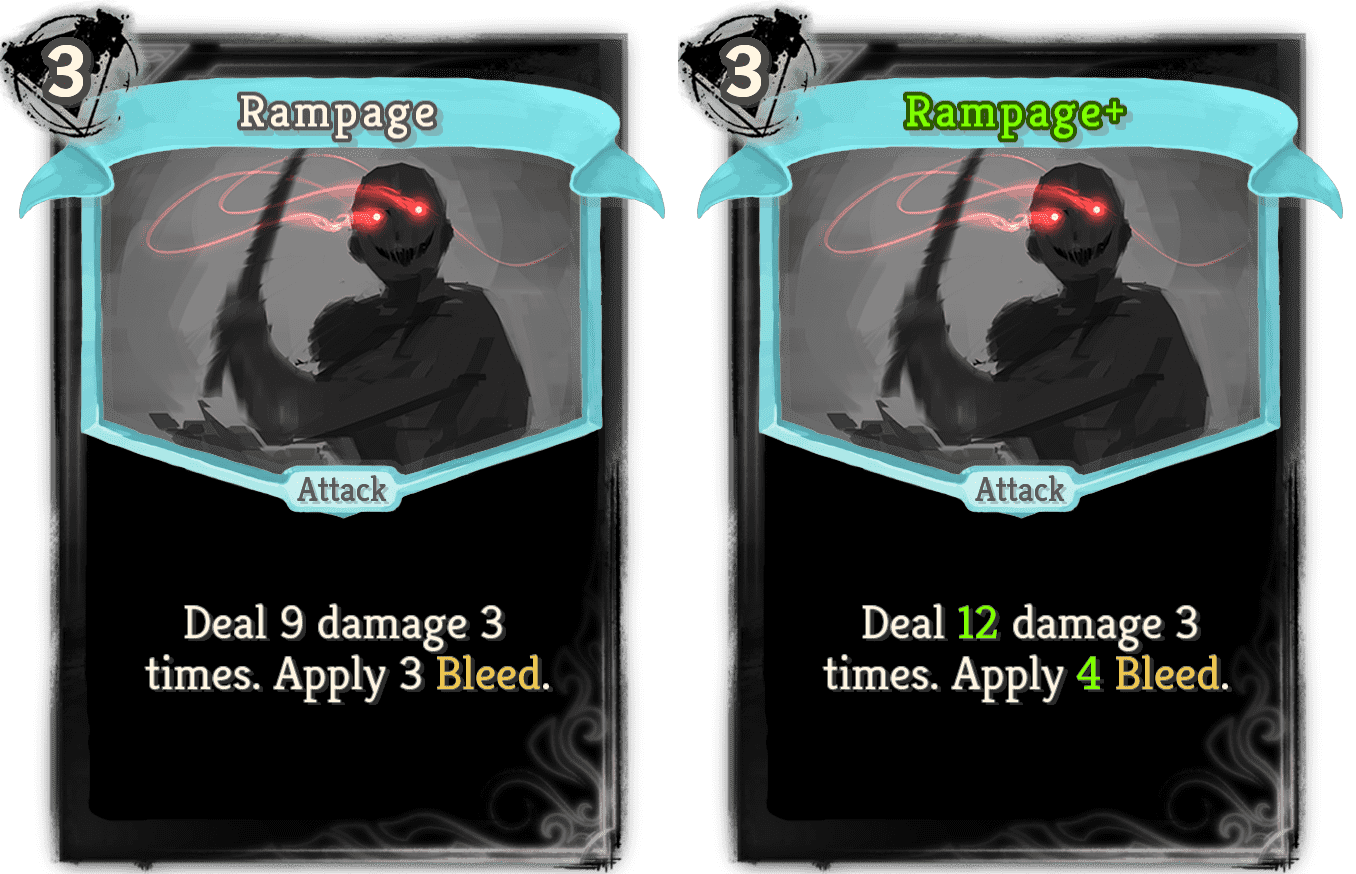 3
Rampage
Attack
Deal 9 damage 3
times. Apply 3 Bleed.
3
Rampage+
Attack
Deal 12 damage 3
times. Apply 4 Bleed.